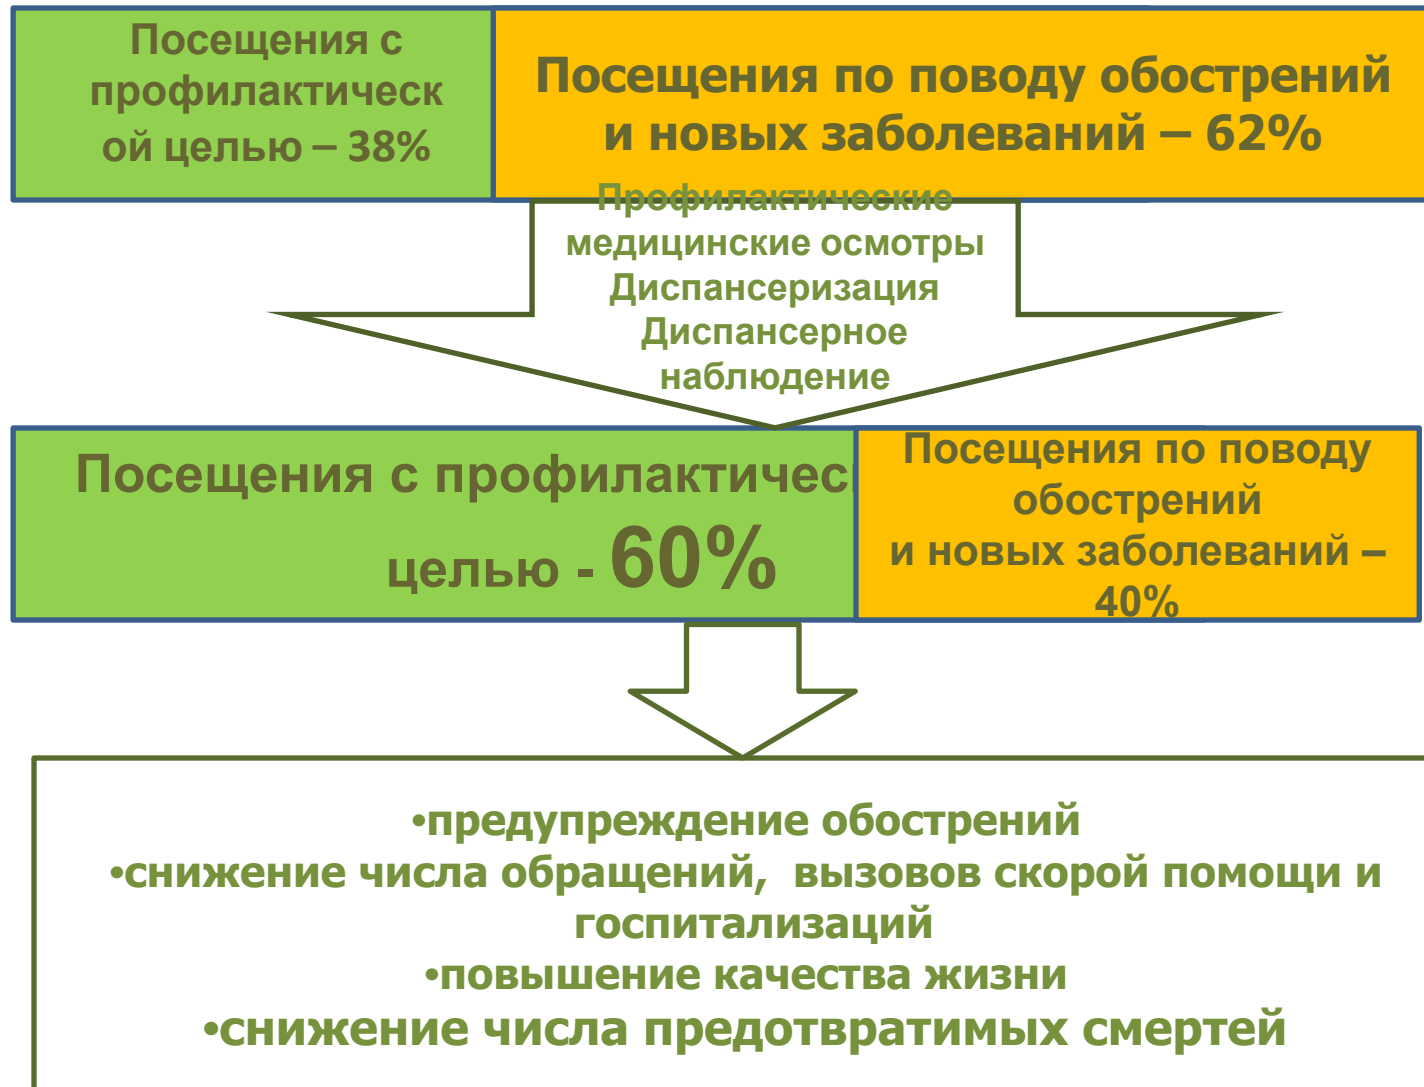 Посещения с
профилактическ
ой целью – 38%
Посещения по поводу обострений
и новых заболеваний – 62%
Профилактические
медицинские осмотры
Диспансеризация
Диспансерное
наблюдение
Посещения с профилактичес
целью - 60%
Посещения по поводу
обострений
и новых заболеваний –
40%
•предупреждение обострений
•снижение числа обращений, вызовов скорой помощи и
госпитализаций
•повышение качества жизни
•снижение числа предотвратимых смертей